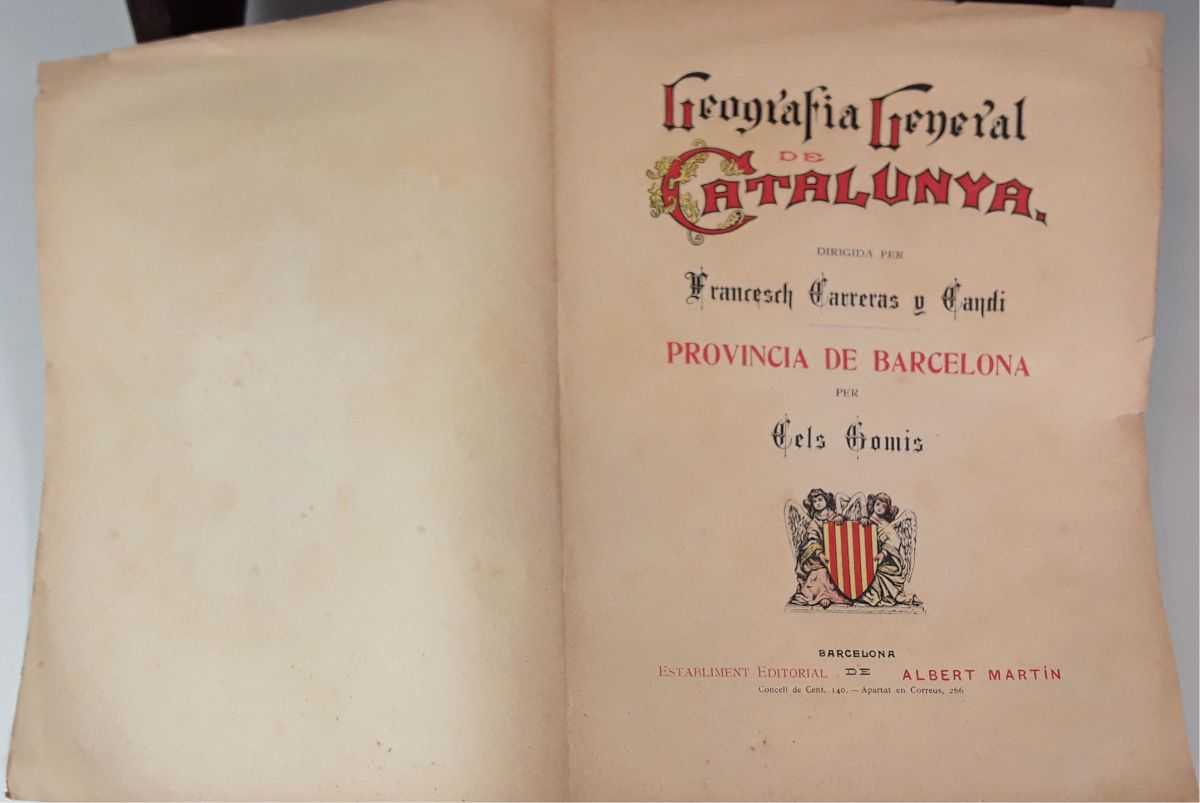 Geografia General
DE
CATALUNYA.
DIRIGIDA PER
Francesch Carreras y Candi
PROVINCIA DE BARCELONA
PER
Cels Gomis
BARCELONA
ESTABLIMENT EDITORIAL DE ALBERT MARTÍN
Concell de Cent, 140. — Apartat en Correus, 266